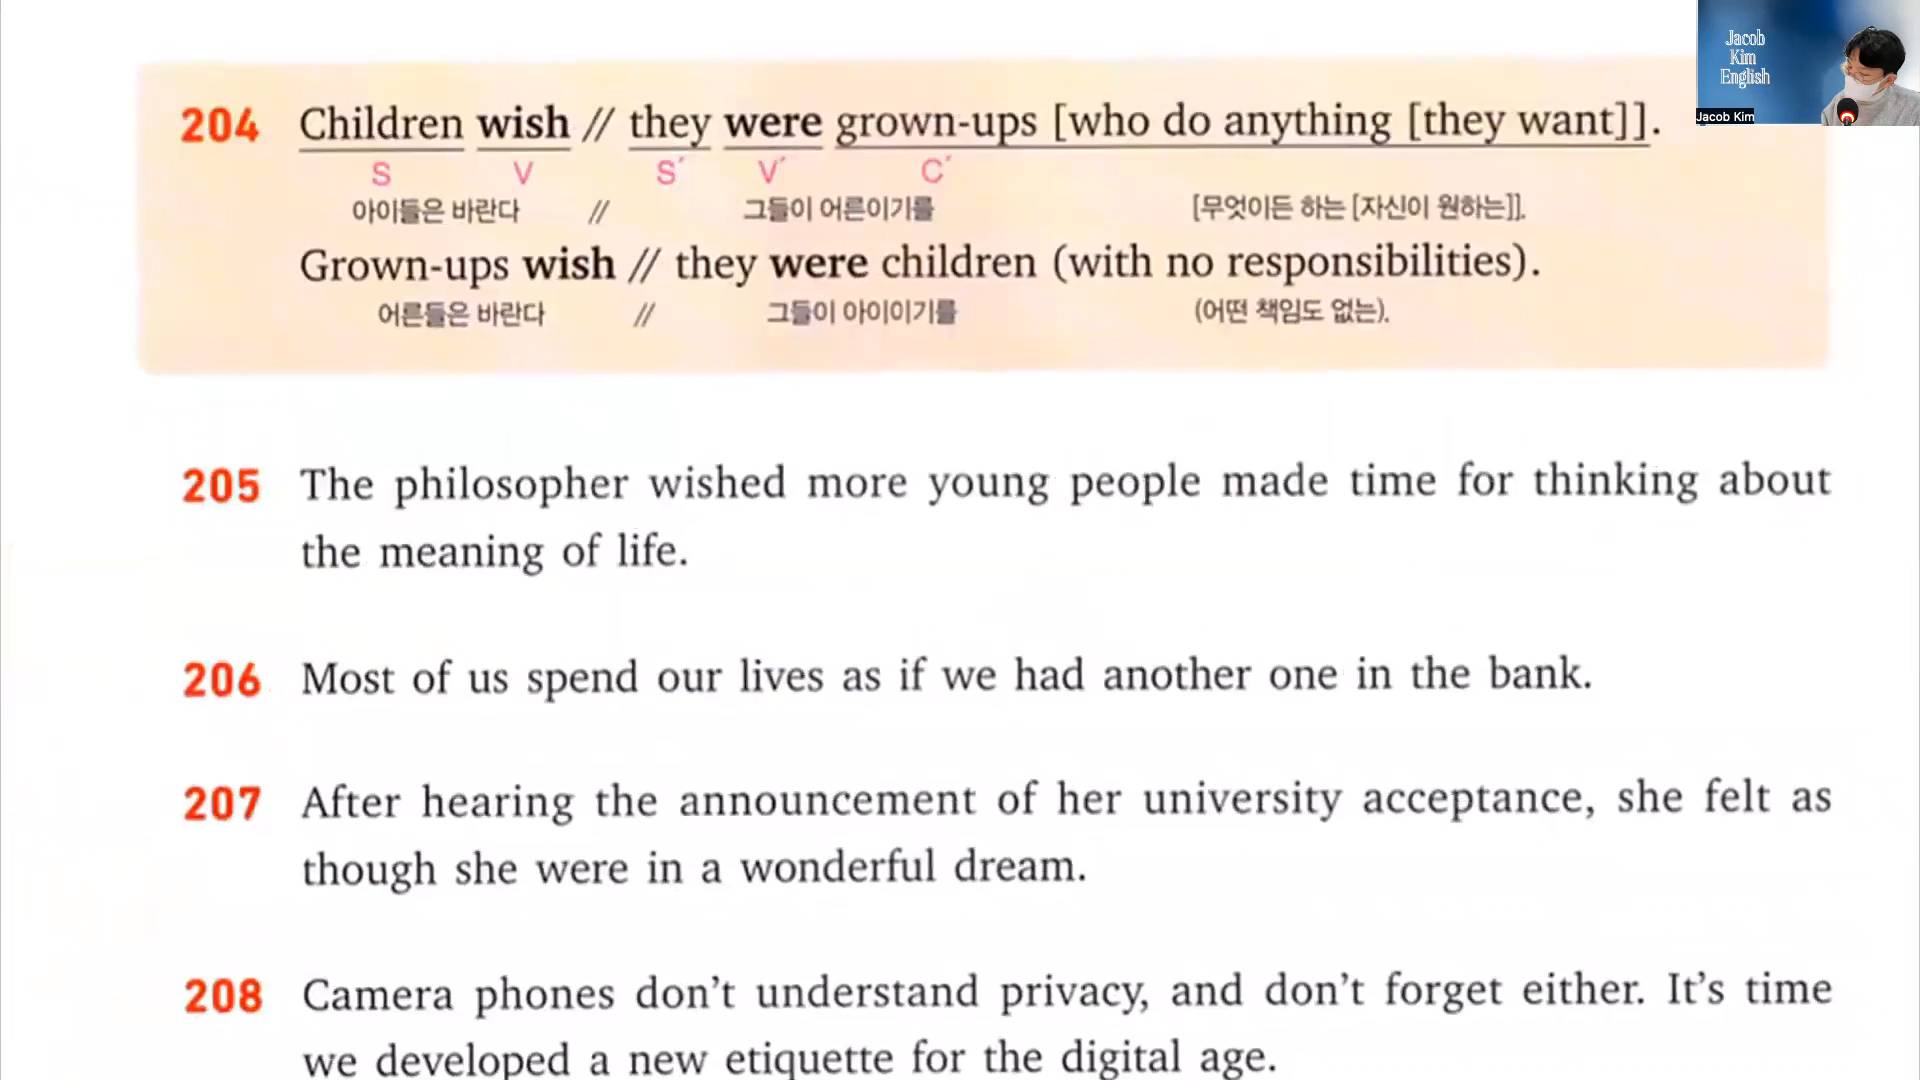 Jacob
Kim
English
Jacob Kim
204 Children wish // they were grown-ups [who do anything [they want]].
S V S´ V´ C´
아이들은 바란다 // 그들이 어른이기를 [무엇이든 하는 [자신이 원하는]].
Grown-ups wish // they were children (with no responsibilities).
어른들은 바란다 // 그들이 아이이기를 (어떤 책임도 없는).
205 The philosopher wished more young people made time for thinking about
the meaning of life.
206 Most of us spend our lives as if we had another one in the bank.
207 After hearing the announcement of her university acceptance, she felt as
though she were in a wonderful dream.
208 Camera phones don’t understand privacy, and don’t forget either. It’s time
we developed a new etiquette for the digital age.